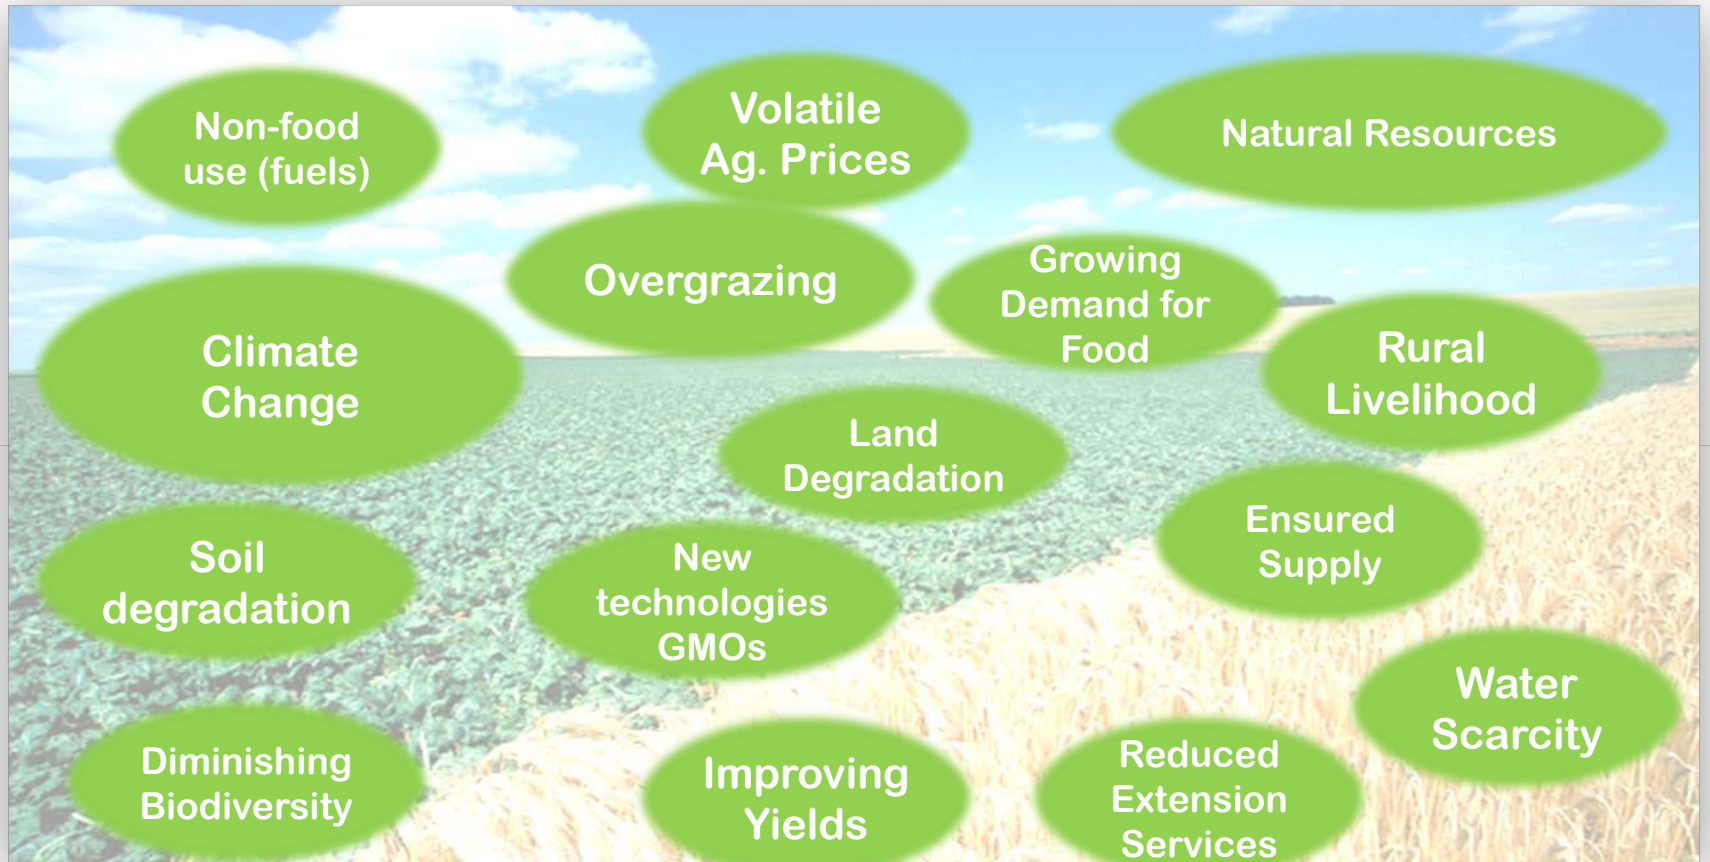 Non-food
use (fuels)
Volatile
Ag. Prices
Natural Resources
Overgrazing
Growing
Demand for
Food
Climate
Change
Rural
Livelihood
Land
Degradation
Ensured
Supply
Soil
degradation
New
technologies
GMOs
Water
Scarcity
Diminishing
Biodiversity
Improving
Yields
Reduced
Extension
Services